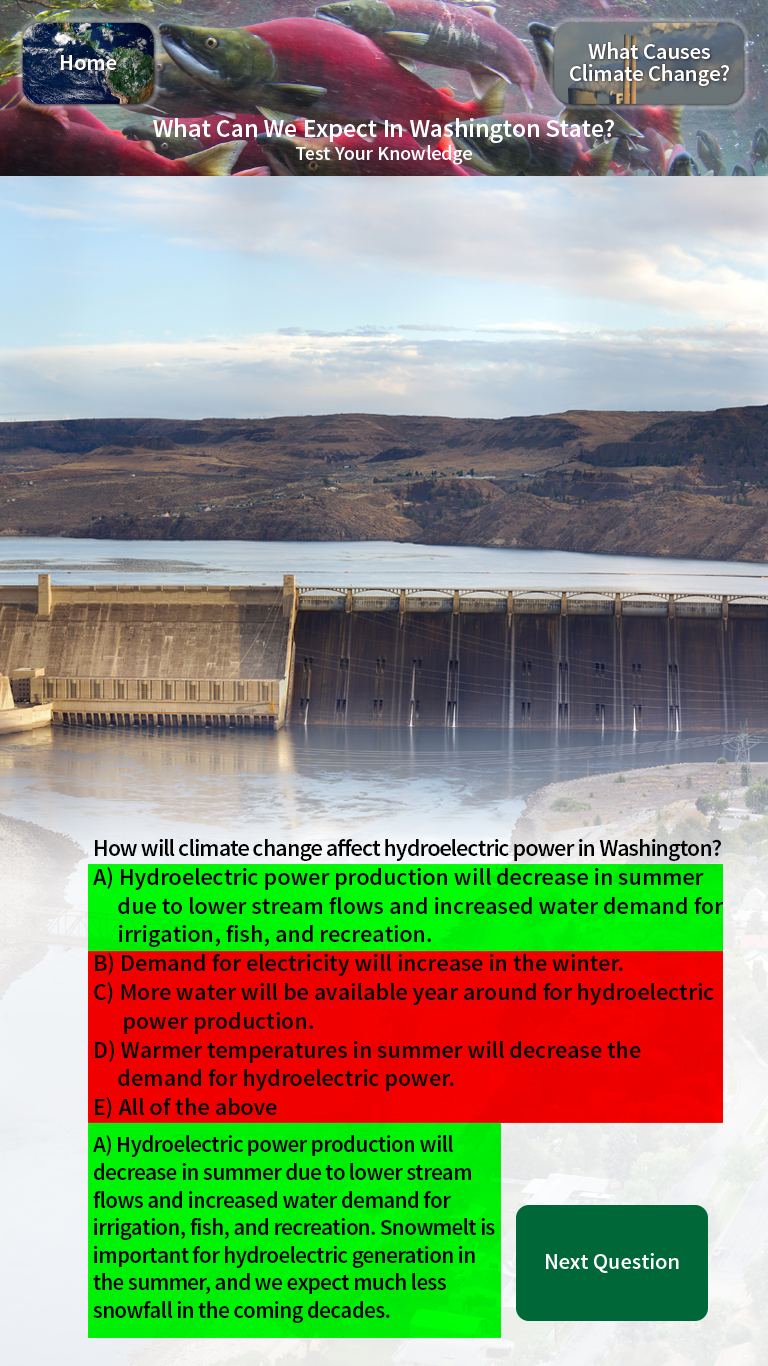 Home
What Causes
Climate Change?
What Can We Expect In Washington State?
Test Your Knowledge
How will climate change affect hydroelectric power in Washington?
A) Hydroelectric power production will decrease in summer
due to lower stream flows and increased water demand for
irrigation, fish, and recreation.
B) Demand for electricity will increase in the winter.
C) More water will be available year around for hydroelectric
power production.
D) Warmer temperatures in summer will decrease the
demand for hydroelectric power.
E) All of the above
A) Hydroelectric power production will
decrease in summer due to lower stream
flows and increased water demand for
irrigation, fish, and recreation. Snowmelt is
important for hydroelectric generation in
the summer, and we expect much less
snowfall in the coming decades.
Next Question